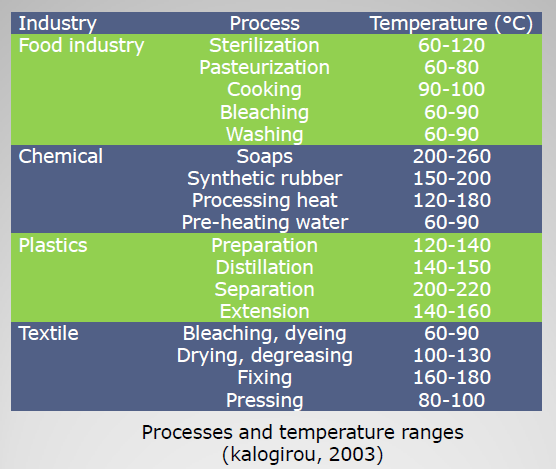 Industry Process Temperature (°C)
Food industry Sterilization 60-120
Pasteurization 60-80
Cooking 90-100
Bleaching 60-90
Washing 60-90
Chemical Soaps 200-260
Synthetic rubber 150-200
Processing heat 120-180
Pre-heating water 60-90
Plastics Preparation 120-140
Distillation 140-150
Separation 200-220
Extension 140-160
Textile Bleaching, dyeing 60-90
Drying, degreasing 100-130
Fixing 160-180
Pressing 80-100
Processes and temperature ranges
(kalogirou, 2003)